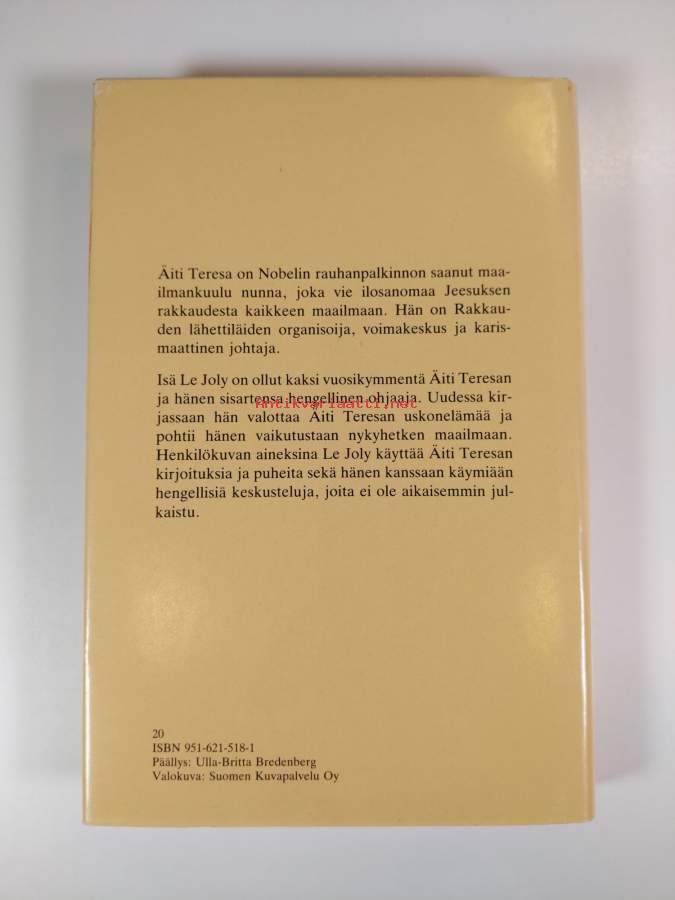 Äiti Teresa on Nobelin rauhanpalkinnon saanut maa-
ilmankuulu nunna, joka vie ilosanomaa Jeesuksen
rakkaudesta kaikkeen maailmaan. Hän on Rakkau-
den lähettiläiden organisoija, voimakeskus ja karis-
maattinen johtaja.
Isä Le Joly on ollut kaksi vuosikymmentä Äiti Teresan
ja hänen sisartensa hengellinen ohjaaja. Uudessa kir-
Antikvariaatti.net
jassaan hän valottaa Äiti Teresan uskonelämää ja
pohtii hänen vaikutustaan nykyhetken maailmaan.
Henkilökuvan aineksina Le Joly käyttää Äiti Teresan
kirjoituksia ja puheita sekä hänen kanssaan käymiään
hengellisiä keskusteluja, joita ei ole aikaisemmin jul-
kaistu.
20
ISBN 951-621-518-1
Päällys: Ulla-Britta Bredenberg
Valokuva: Suomen Kuvapalvelu Oy